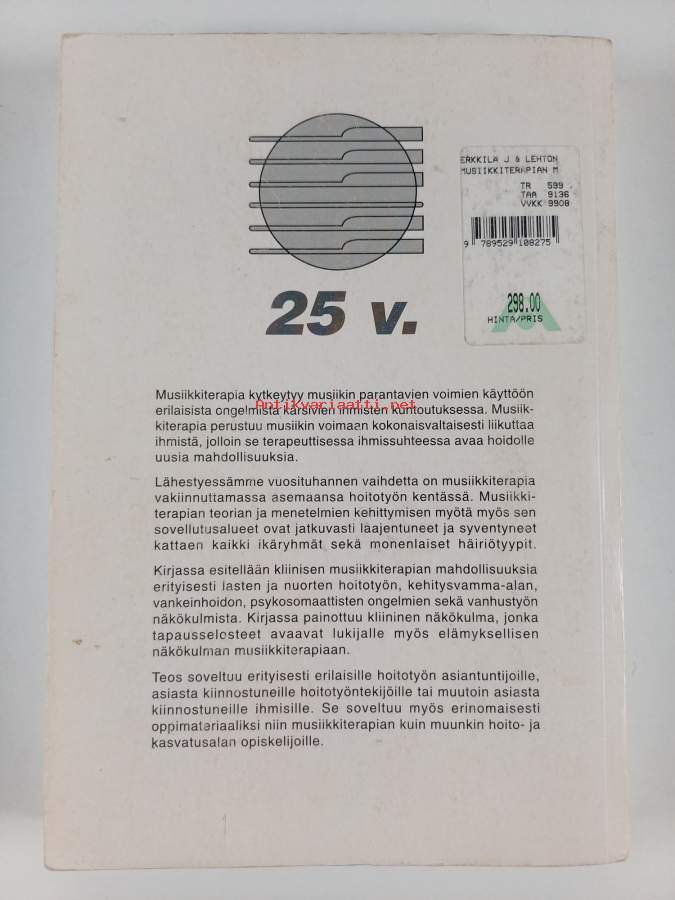 ERKKILÄ J & LEHTON
MUSIIKKITERAPIAN M
TR 599
TAA 9136
VVKK 9908
9 789529 108275
298.00
HINTA/PRIS
25 v.
Musiikkiterapia kytkeytyy musiikin parantavien voimien käyttöön
Antikvariaatti.net
erilaisista ongelmista kärsivien ihmisten kuntoutuksessa. Musiik-
kiterapia perustuu musiikin voimaan kokonaisvaltaisesti liikuttaa
ihmistä, jolloin se terapeuttisessa ihmissuhteessa avaa hoidolle
uusia mahdollisuuksia.
Lähestyessämme vuosituhannen vaihdetta on musiikkiterapia
vakiinnuttamassa asemaansa hoitotyön kentässä. Musiikki-
terapian teorian ja menetelmien kehittymisen myötä myös sen
sovellutusalueet ovat jatkuvasti laajentuneet ja syventyneet
kattaen kaikki ikäryhmät sekä monenlaiset häiriötyypit.
Kirjassa esitellään kliinisen musiikkiterapian mahdollisuuksia
erityisesti lasten ja nuorten hoitotyön, kehitysvamma-alan,
vankeinhoidon, psykosomaattisten ongelmien sekä vanhustyön
näkökulmista. Kirjassa painottuu kliininen näkökulma, jonka
tapausselosteet avaavat lukijalle myös elämyksellisen
näkökulman musiikkiterapiaan.
Teos soveltuu erityisesti erilaisille hoitotyön asiantuntijoille,
asiasta kiinnostuneille hoitotyöntekijöille tai muutoin asiasta
kiinnostuneille ihmisille. Se soveltuu myös erinomaisesti
oppimateriaaliksi niin musiikkiterapian kuin muunkin hoito- ja
kasvatusalan opiskelijoille.